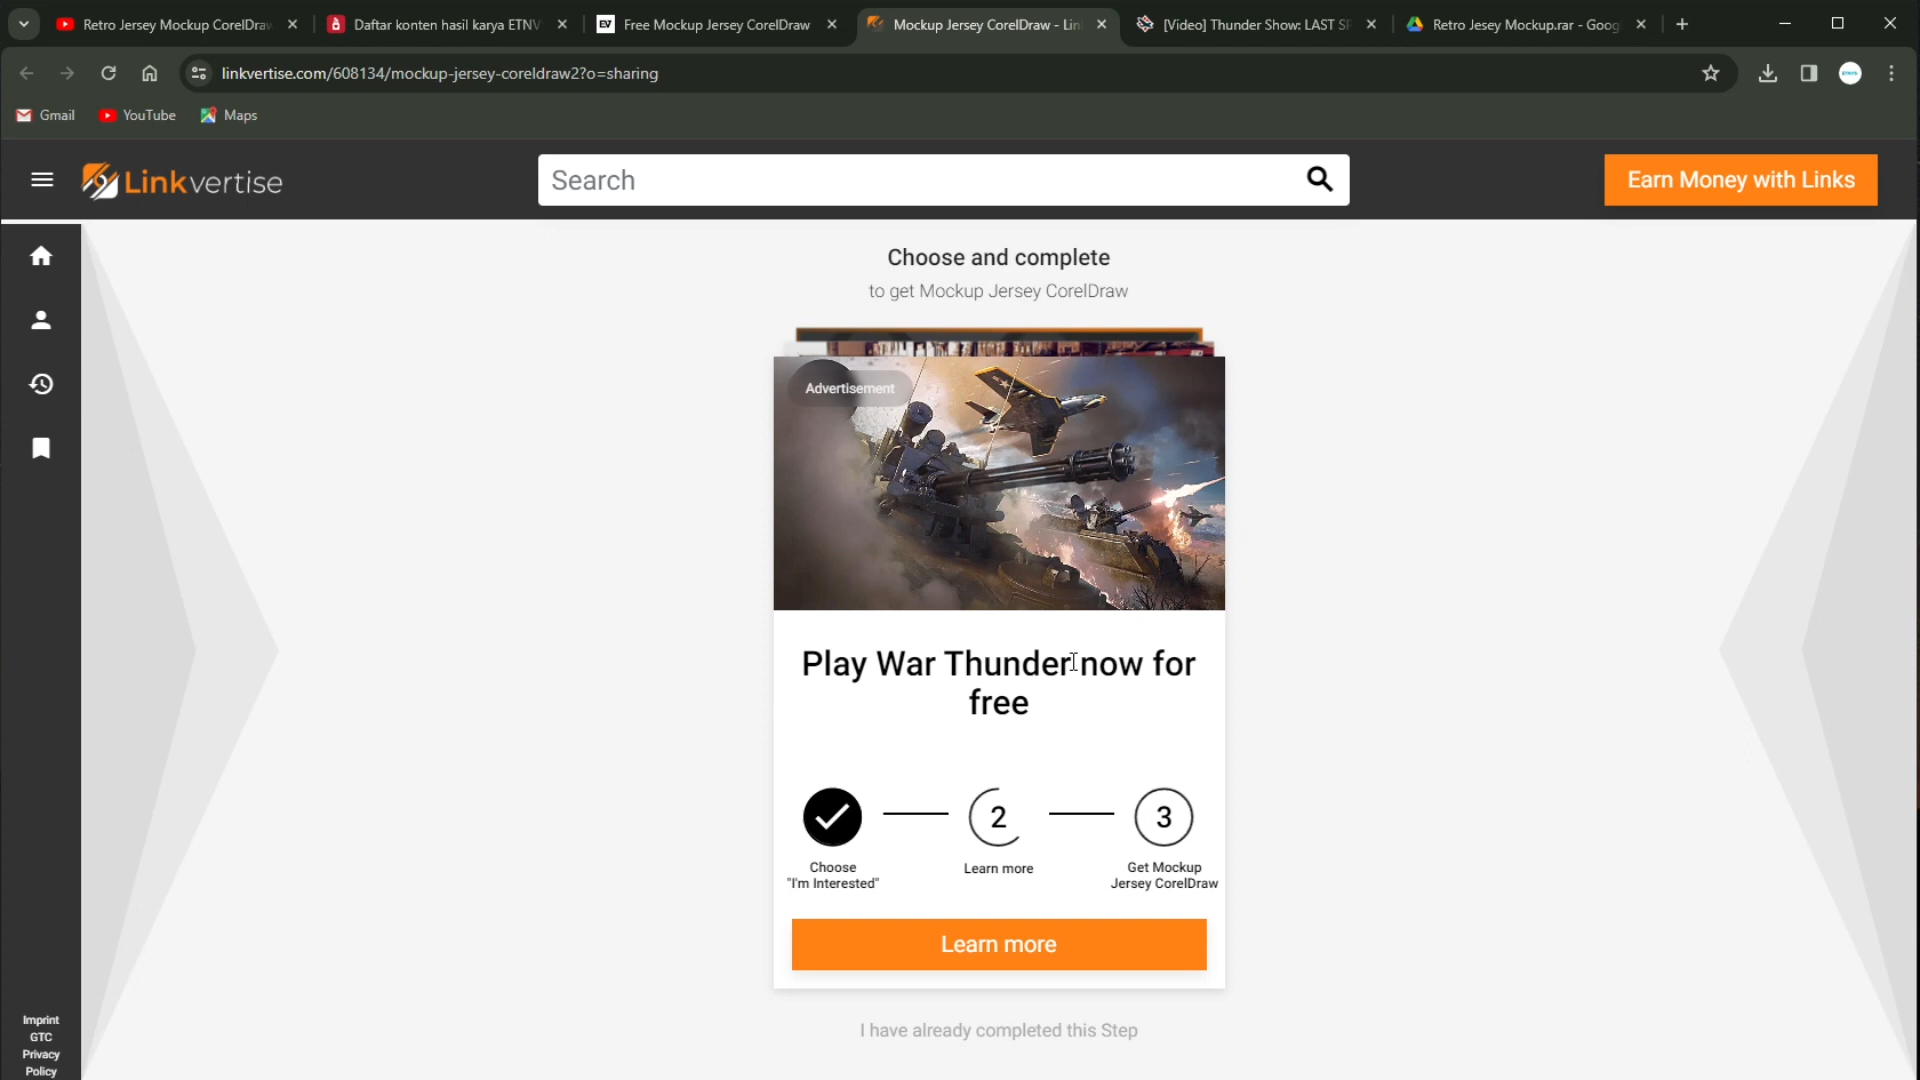 Retro Jersey Mockup CorelDraw
Daftar konten hasil karya ETNV
Free Mockup Jersey CorelDraw
Mockup Jersey CorelDraw - Lin
[Video] Thunder Show: LAST SP
Retro Jesey Mockup.rar - Goog
linkvertise.com/608134/mockup-jersey-coreldraw2?o=sharing
Gmail
YouTube
Maps
Linkvertise
Search
Earn Money with Links
Choose and complete
to get Mockup Jersey CorelDraw
Advertisement
Play War Thunder now for
free
2
3
Choose
"I'm Interested"
Learn more
Get Mockup
Jersey CorelDraw
Learn more
I have already completed this Step
Imprint
GTC
Privacy
Policy